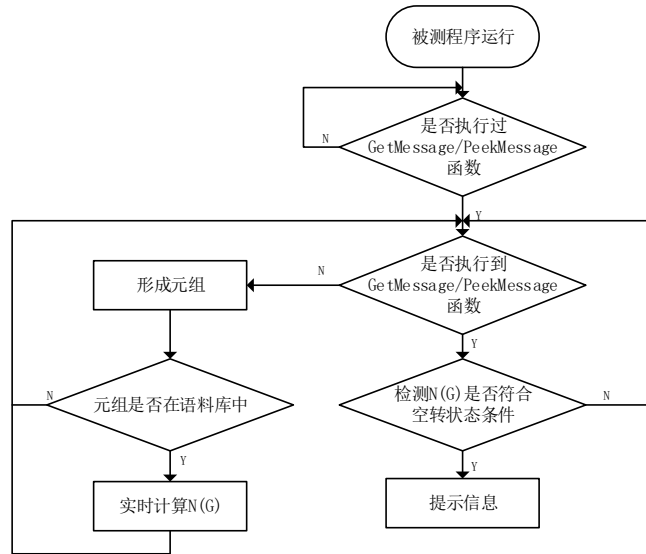 被测程序运行
是否执行过
GetMessage/PeekMessage
函数
N
Y
是否执行到
GetMessage/PeekMessage
函数
N
形成元组
Y
元组是否在语料库中
N
检测N(G)是否符合
空转状态条件
N
Y
Y
实时计算N(G)
提示信息